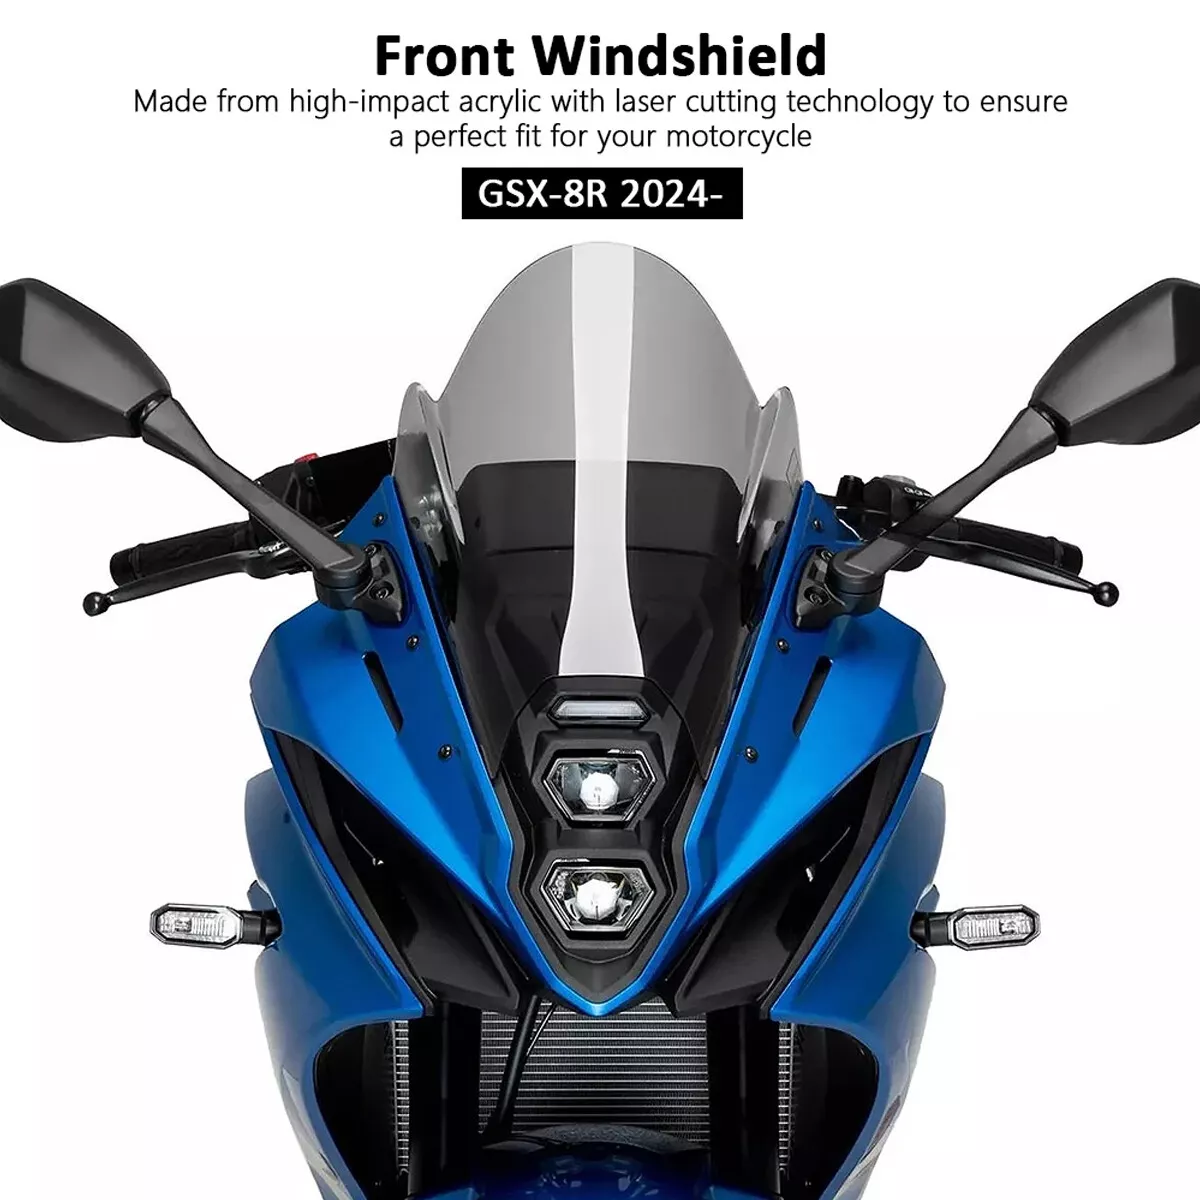 Front Windshield
Made from high-impact acrylic with laser cutting technology to ensure
a perfect fit for your motorcycle
GSX-8R 2024-